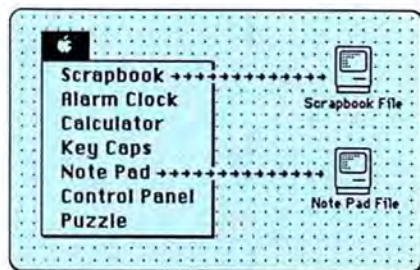 Scrapbook
Scrapbook File
Alarm Clock
Calculator
Key Caps
Note Pad
Note Pad File
Control Panel
Puzzle